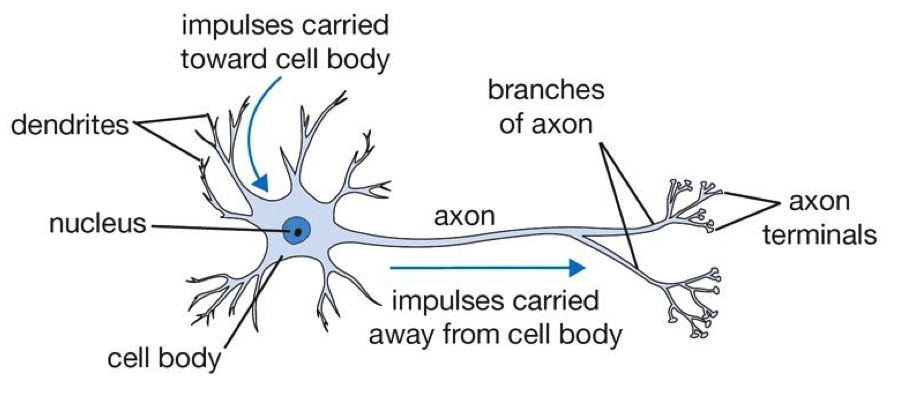 impulses carried
toward cell body
branches
of axon
dendrites
axon
terminals
nucleus
axon
impulses carried
away from cell body
cell body